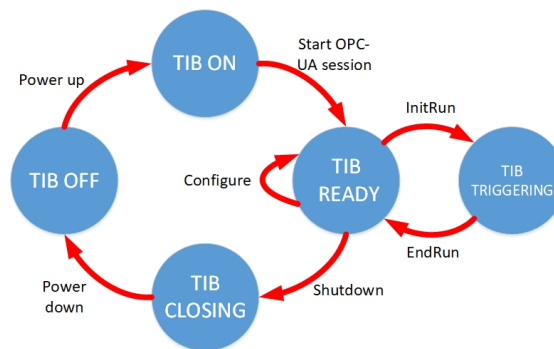 TIB ON
Start OPC-
UA session
Power up
InitRun
TIB OFF
Configure
TIB
READY
TIB
TRIGGERING
EndRun
Power
down
TIB
CLOSING
Shutdown